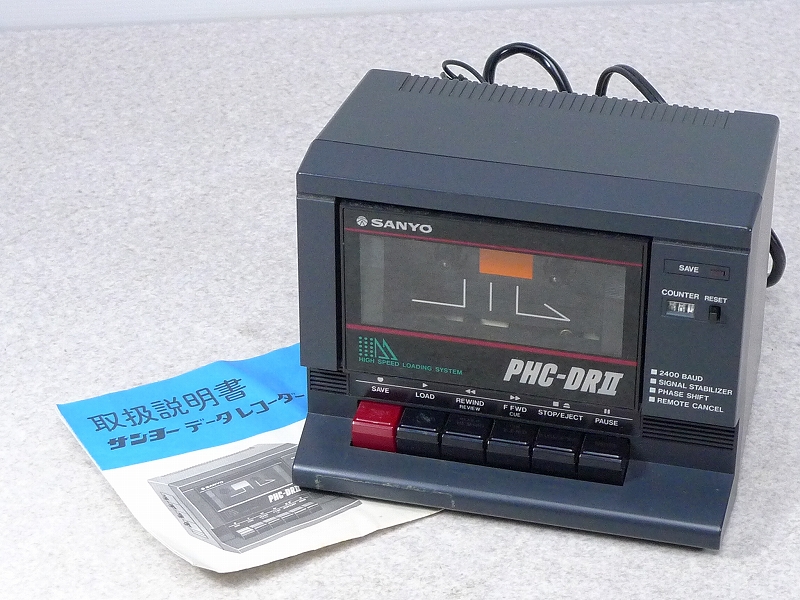 SANYO
SAVE
COUNTER
RESET
HIGH SPEED LOADING SYSTEM
PHC-DRII
2400 BAUD
SIGNAL STABILIZER
PHASE SHIFT
REMOTE CANCEL
SAVE
LOAD
REWIND
REVIEW
F FWD
CUE
STOP/EJECT
PAUSE
取扱説明書
サンヨーデータレコーダー
SANYO
PHC-DRII